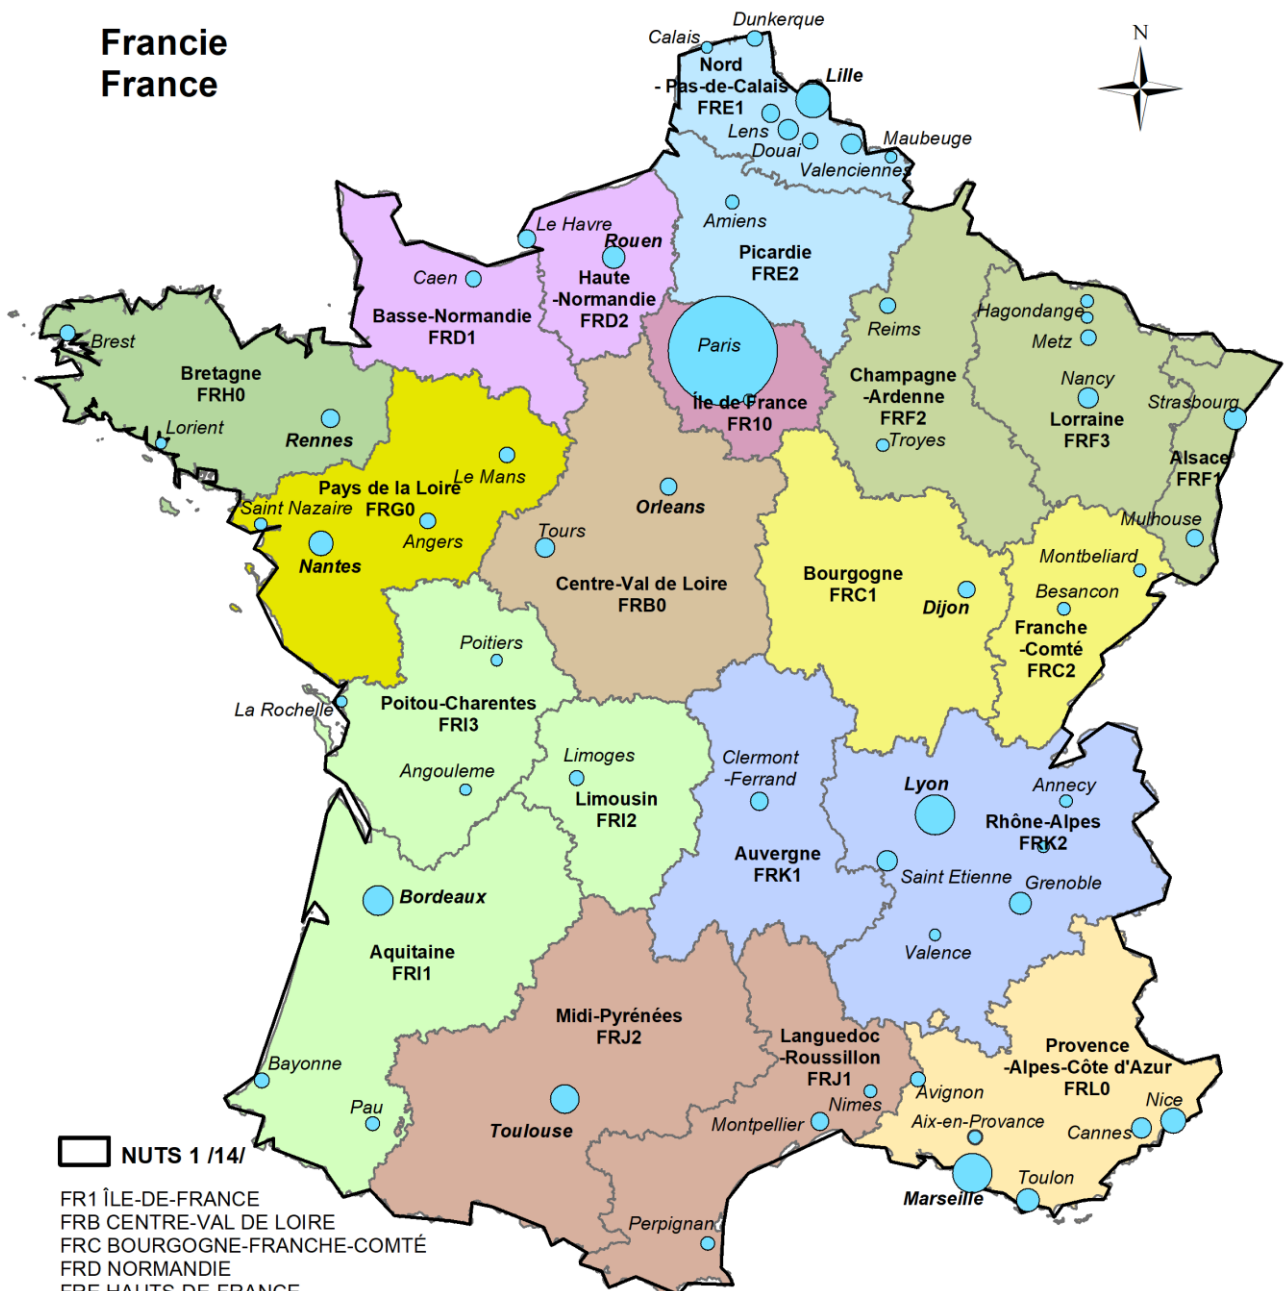 Francie
France
N
Dunkerque
Calais
Nord
- Pas-de-Calais
FRE1
Lille
Lens
Douai
Maubeuge
Valenciennes
Amiens
Picardie
FRE2
Le Havre
Rouen
Haute
-Normandie
FRD2
Caen
Basse-Normandie
FRD1
Brest
Bretagne
FRH0
Lorient
Rennes
Paris
Île de France
FR10
Reims
Champagne
-Ardenne
FRF2
Troyes
Hagondange
Metz
Nancy
Lorraine
FRF3
Strasbourg
Alsace
FRF1
Mulhouse
Le Mans
Pays de la Loire
FRG0
Saint Nazaire
Angers
Nantes
Orleans
Tours
Centre-Val de Loire
FRB0
Bourgogne
FRC1
Dijon
Montbeliard
Besancon
Franche
-Comté
FRC2
Poitiers
La Rochelle
Poitou-Charentes
FRI3
Angouleme
Limoges
Limousin
FRI2
Clermont
-Ferrand
Auvergne
FRK1
Lyon
Annecy
Rhône-Alpes
FRK2
Saint Etienne
Grenoble
Valence
Bordeaux
Aquitaine
FRI1
Bayonne
Pau
Midi-Pyrénées
FRJ2
Toulouse
Languedoc
-Roussillon
FRJ1
Nimes
Montpellier
Perpignan
Provence
-Alpes-Côte d'Azur
FRL0
Avignon
Aix-en-Provance
Nice
Cannes
Marseille
Toulon
NUTS 1 /14/
FR1 ÎLE-DE-FRANCE
FRB CENTRE-VAL DE LOIRE
FRC BOURGOGNE-FRANCHE-COMTÉ
FRD NORMANDIE
FRE HAUTS-DE-FRANCE